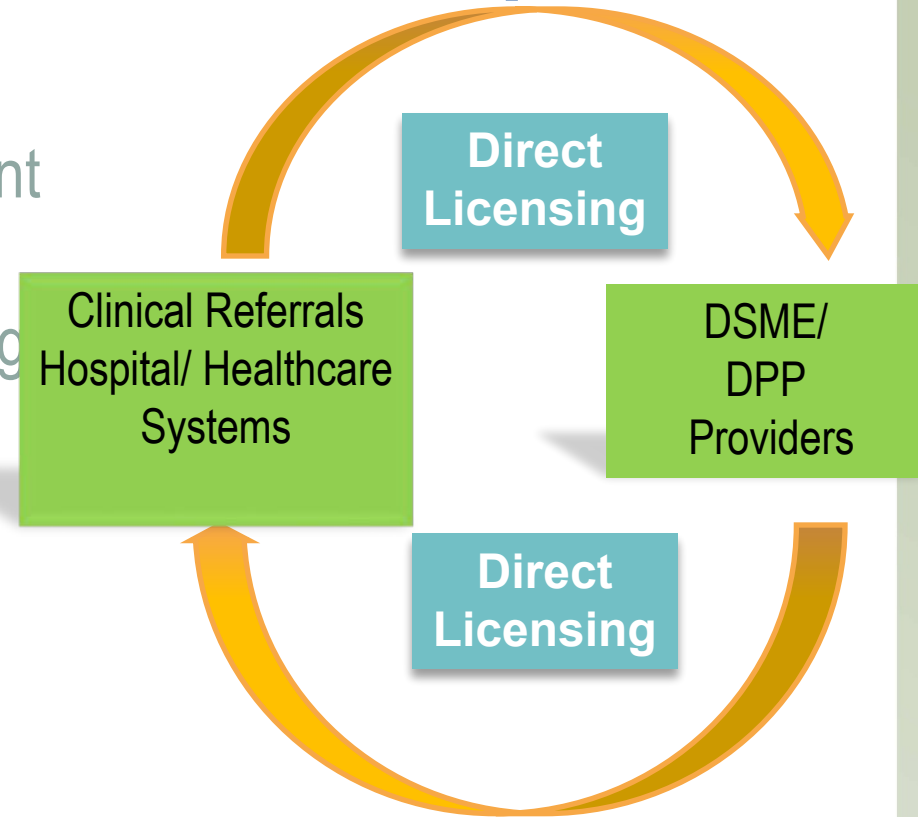 Direct
Licensing
Clinical Referrals
Hospital/ Healthcare
Systems
DSME/
DPP
Providers
Direct
Licensing